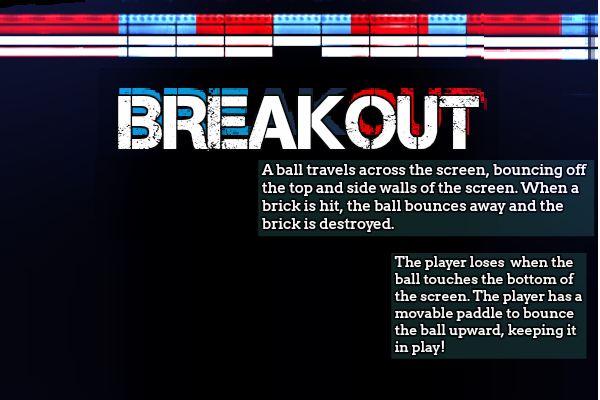 BREAKOUT
A ball travels across the screen, bouncing off
the top and side walls of the screen. When a
brick is hit, the ball bounces away and the
brick is destroyed.
The player loses  when the
ball touches the bottom of
the screen. The player has a
movable paddle to bounce
the ball upward, keeping it
in play!